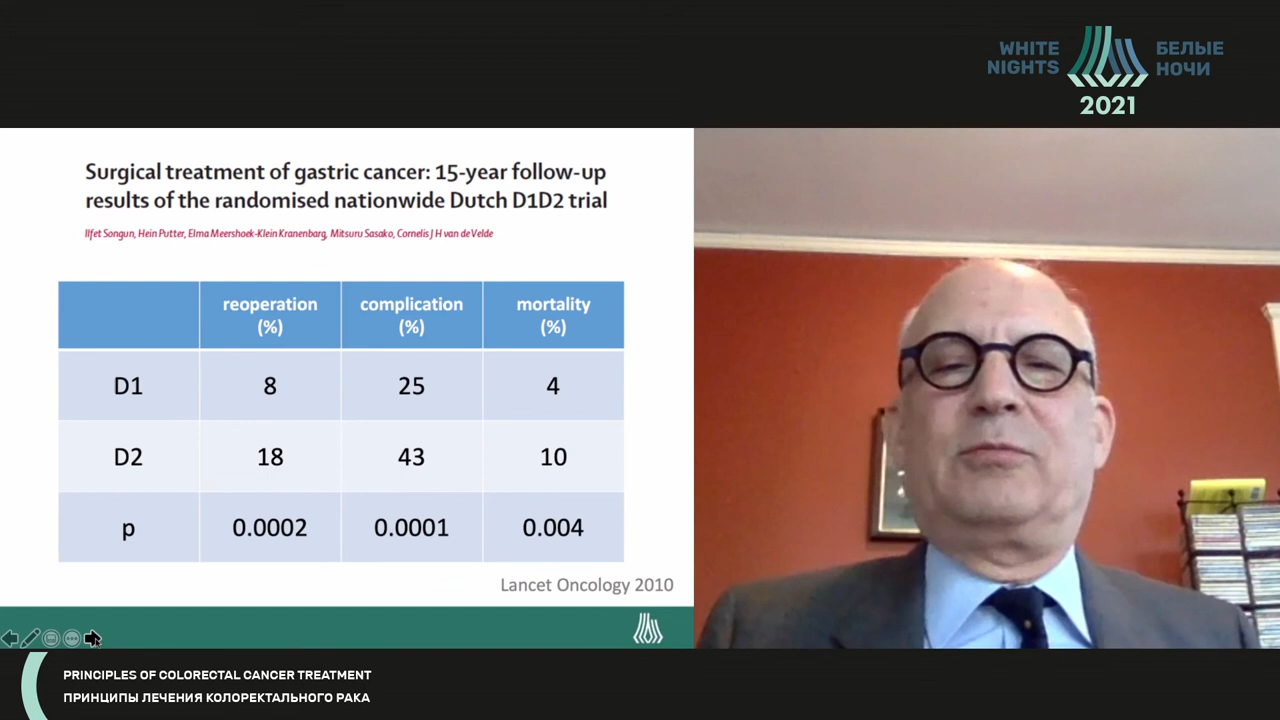 WHITE NIGHTS
БЕЛЫЕ НОЧИ
2021
Surgical treatment of gastric cancer: 15-year follow-up
results of the randomised nationwide Dutch D1D2 trial
Ilfet Songun, Hein Putter, Elma Meershoek-Klein Kranenbarg, Mitsuru Sasako, Cornelis J H van de Velde
reoperation (%) complication (%) mortality (%)
D1 8 25 4
D2 18 43 10
p 0.0002 0.0001 0.004
Lancet Oncology 2010
PRINCIPLES OF COLORECTAL CANCER TREATMENT
ПРИНЦИПЫ ЛЕЧЕНИЯ КОЛОРЕКТАЛЬНОГО РАКА